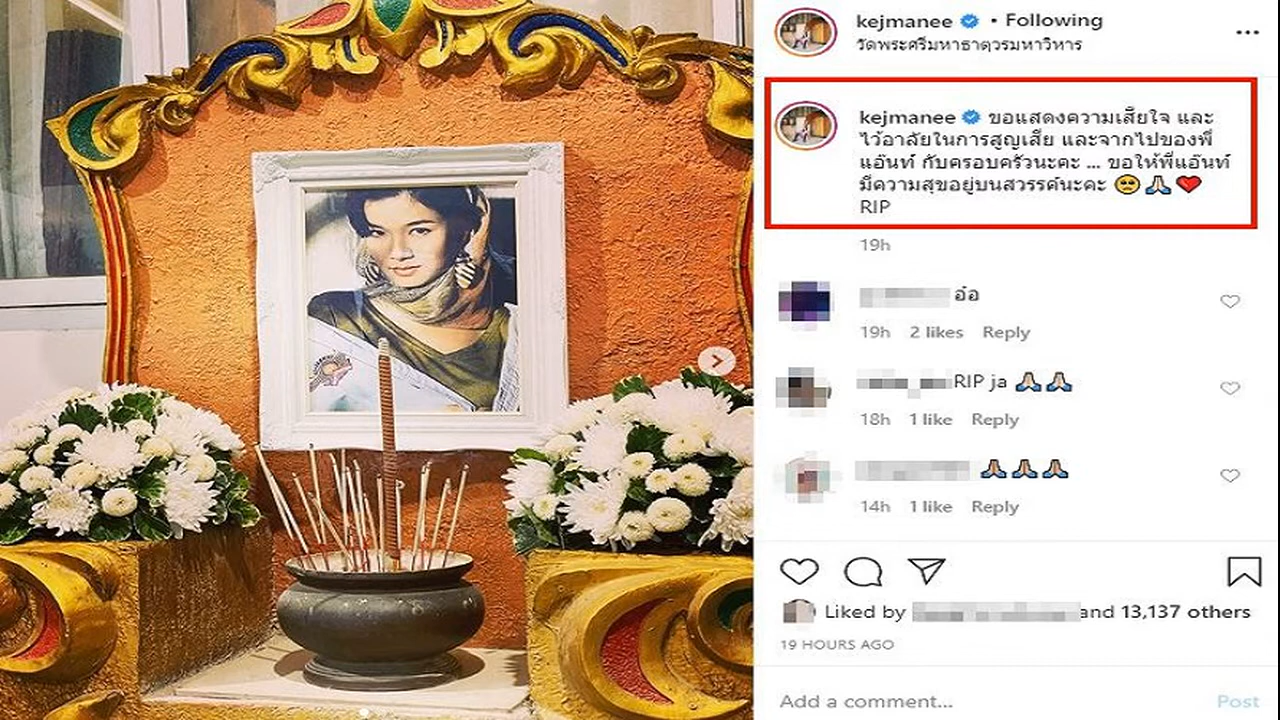 kejmanee • Following
วัดพระศรีมหาธาตุวรมหาวิหาร
kejmanee ขอแสดงความเสียใจ และ
ไว้อาลัยในการสูญเสีย และจากไปของพี่
แอ๊นท์ กับครอบครัวนะคะ ... ขอให้พี่แอ๊นท์
มีความสุขอยู่บนสวรรค์นะคะ 🥺🙏🏻❤️
RIP
19h
อ๋อ
19h 2 likes Reply
RIP ja 🙏🏼🙏🏼
18h 1 like Reply
🙏🏼🙏🏼🙏🏼
14h 1 like Reply
Liked by and 13,137 others
19 HOURS AGO
Add a comment... Post